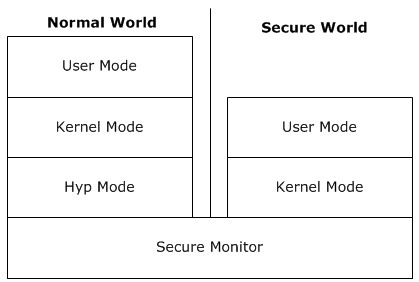 Normal World
Secure World
User Mode
Kernel Mode
User Mode
Hyp Mode
Kernel Mode
Secure Monitor